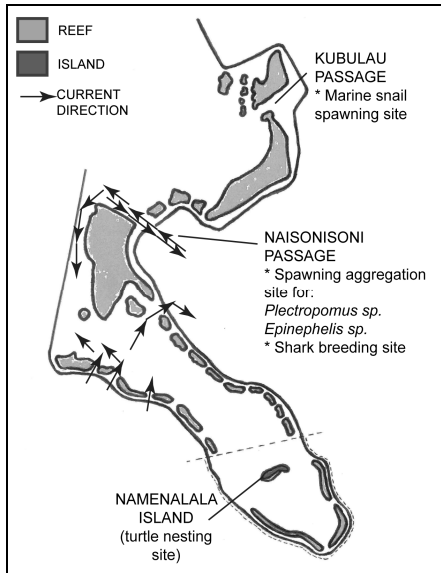 REEF
ISLAND
CURRENT
DIRECTION
KUBULAU
PASSAGE
* Marine snail
spawning site
NAISONISONI
PASSAGE
* Spawning aggregation
site for:
Plectropomus sp.
Epinephelis sp.
* Shark breeding site
NAMENALALA
ISLAND
(turtle nesting
site)